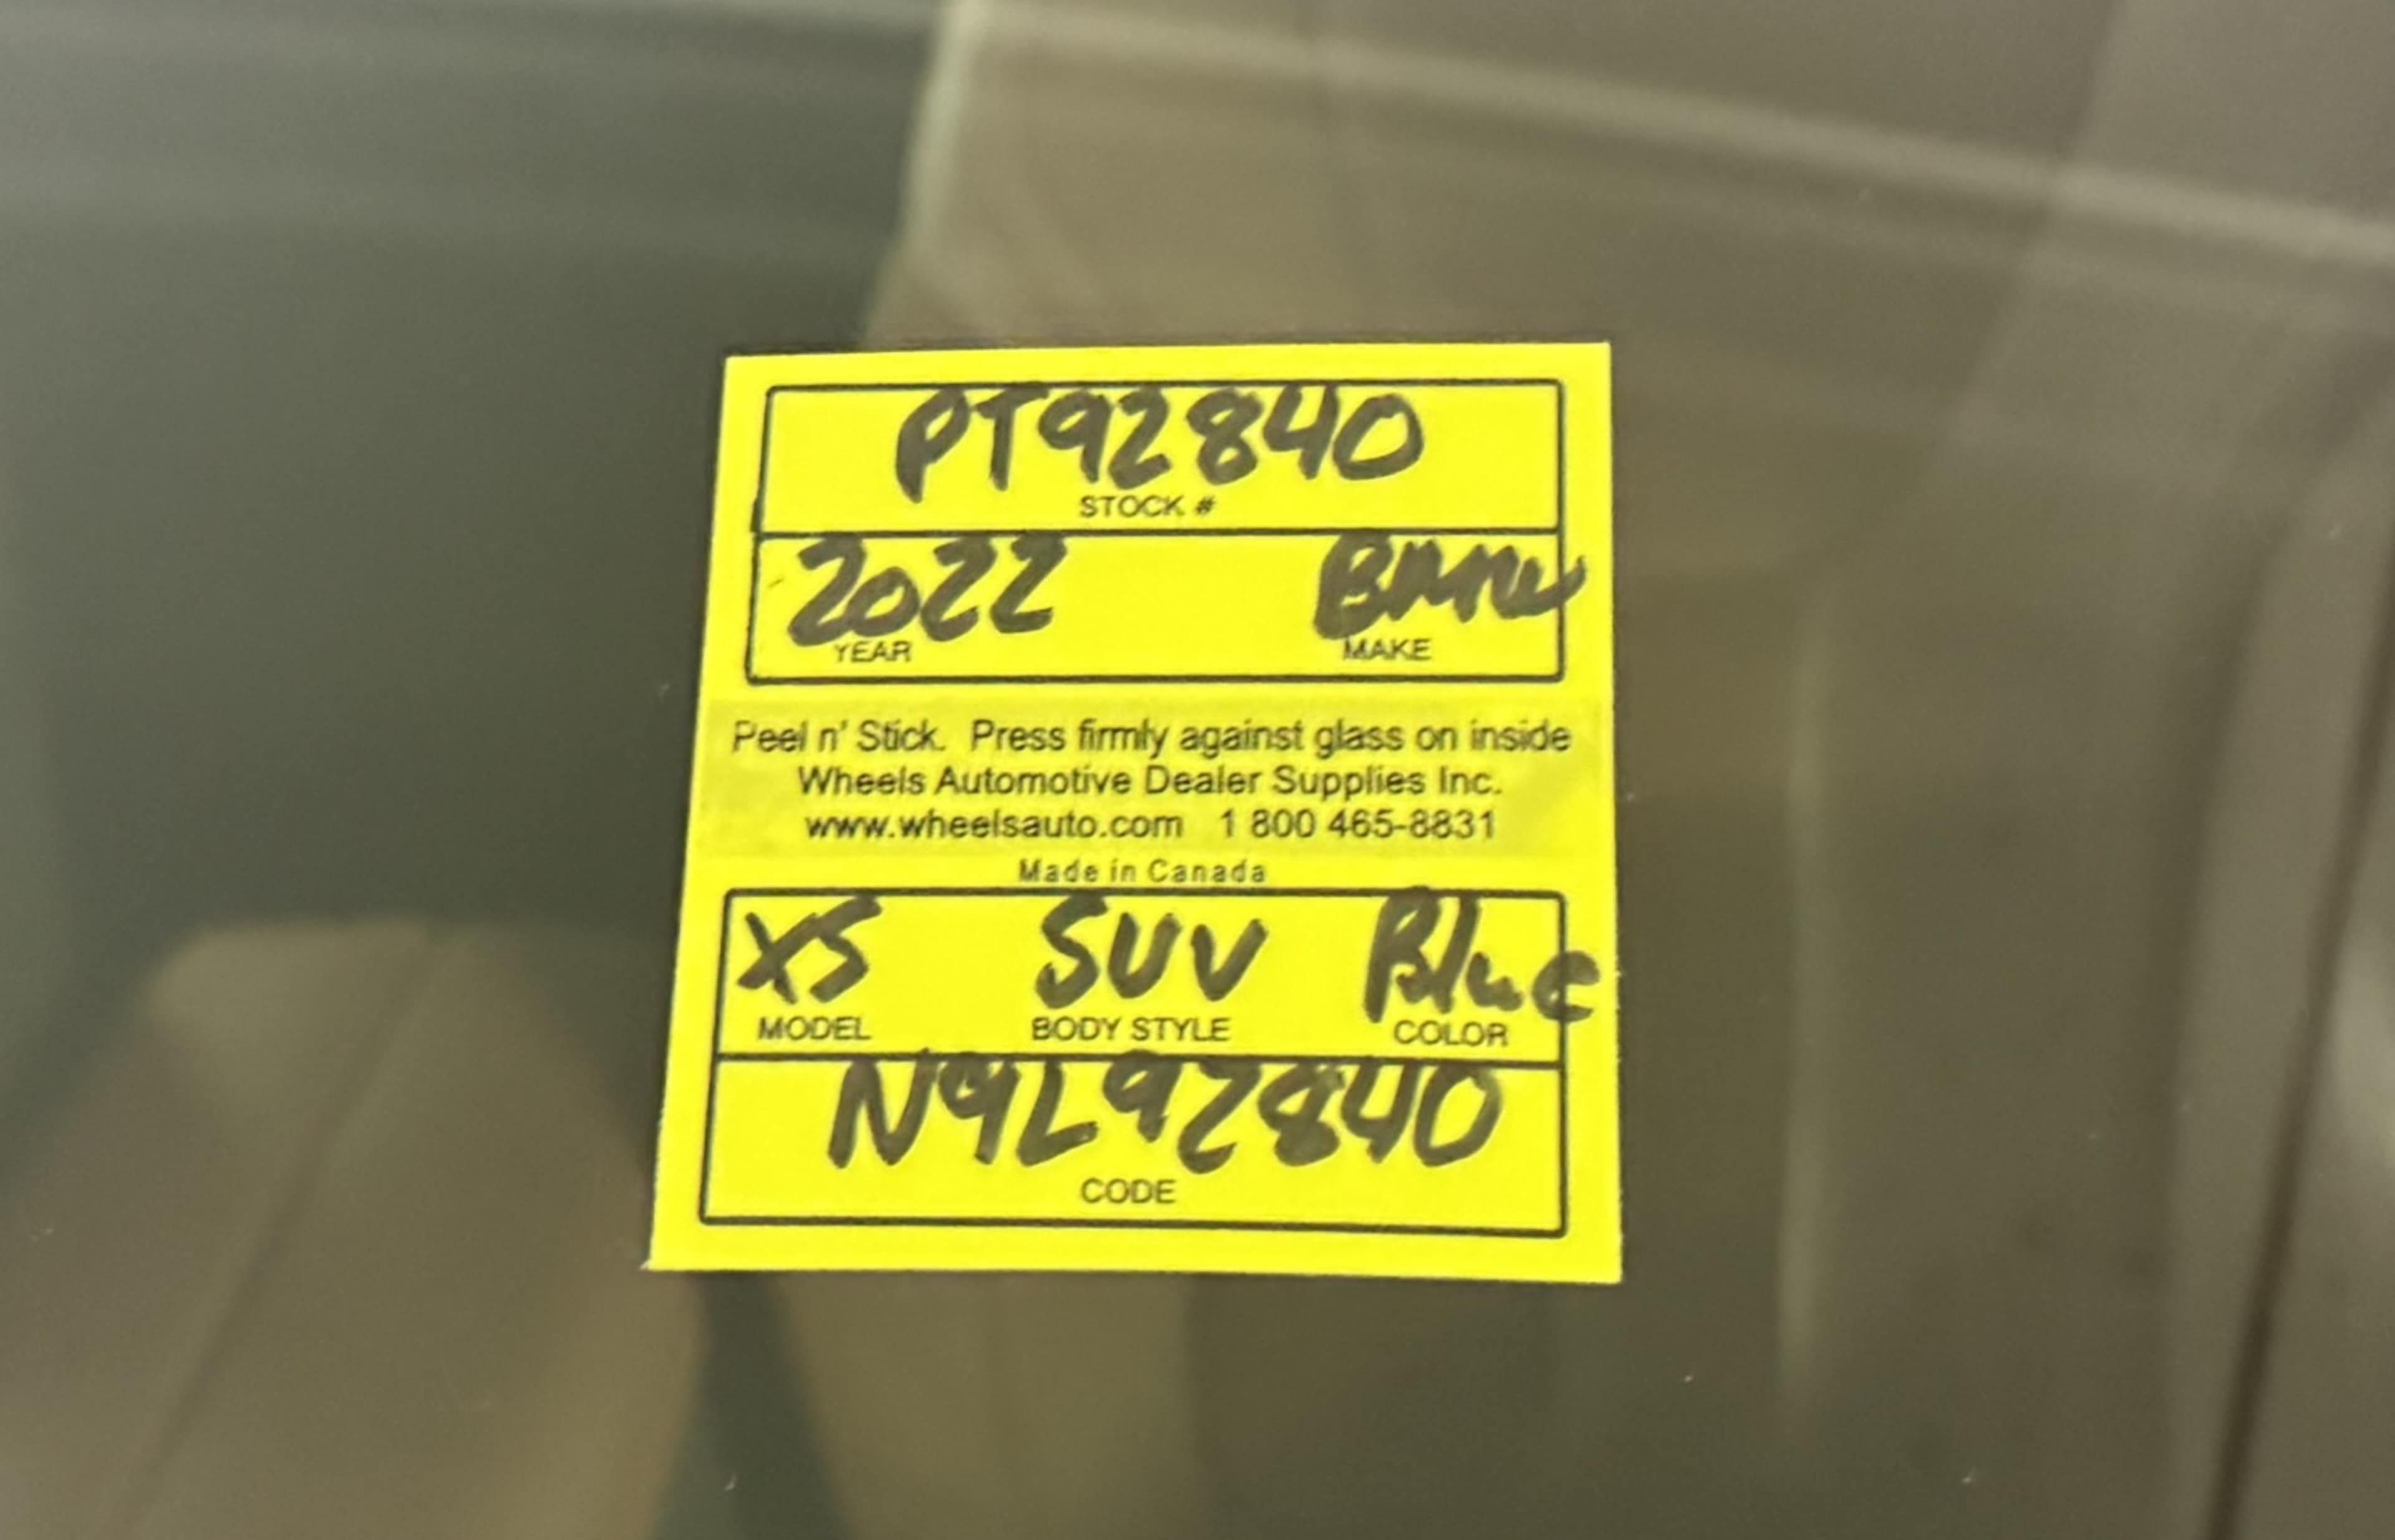 PT92840
STOCK #
2022 BMW
YEAR MAKE
Peel n' Stick. Press firmly against glass on inside
Wheels Automotive Dealer Supplies Inc.
www.wheelsauto.com 1 800 465-8831
Made in Canada
X5 SUV Blue
MODEL BODY STYLE COLOR
N9L92840
CODE